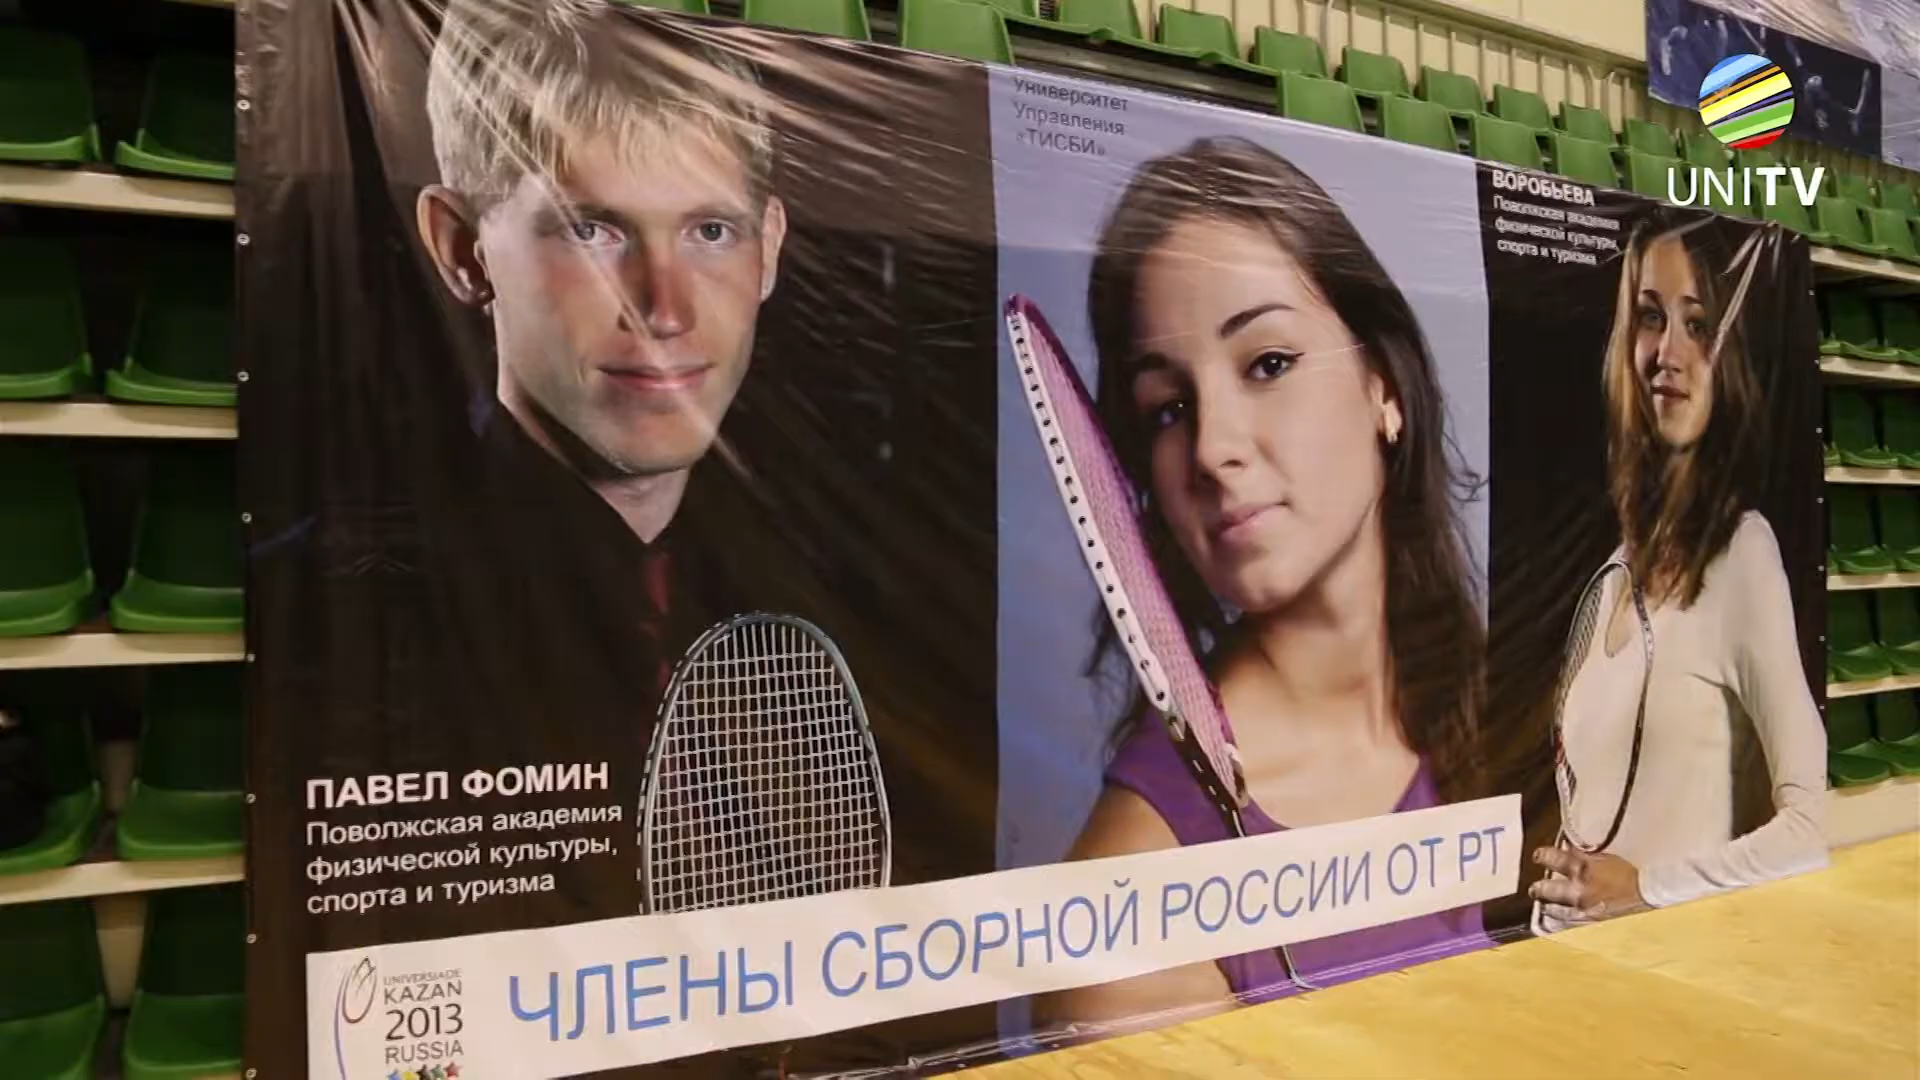 Университет
Управления
«ТИСБИ»
ВОРОБЬЕВА
Поволжская академия
физической культуры,
спорта и туризма
UNITV
ПАВЕЛ ФОМИН
Поволжская академия
физической культуры,
спорта и туризма
UNIVERSIADE
KAZAN
2013
RUSSIA
ЧЛЕНЫ СБОРНОЙ РОССИИ ОТ РТ